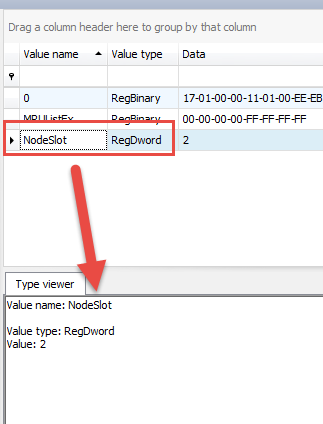 Drag a column header here to group by that column
Value name Value type Data
0 RegBinary 17-01-00-00-11-01-00-EE-EB
MRUListEx RegBinary 00-00-00-00-FF-FF-FF-FF
NodeSlot RegDword 2
Type viewer
Value name: NodeSlot
Value type: RegDword
Value: 2